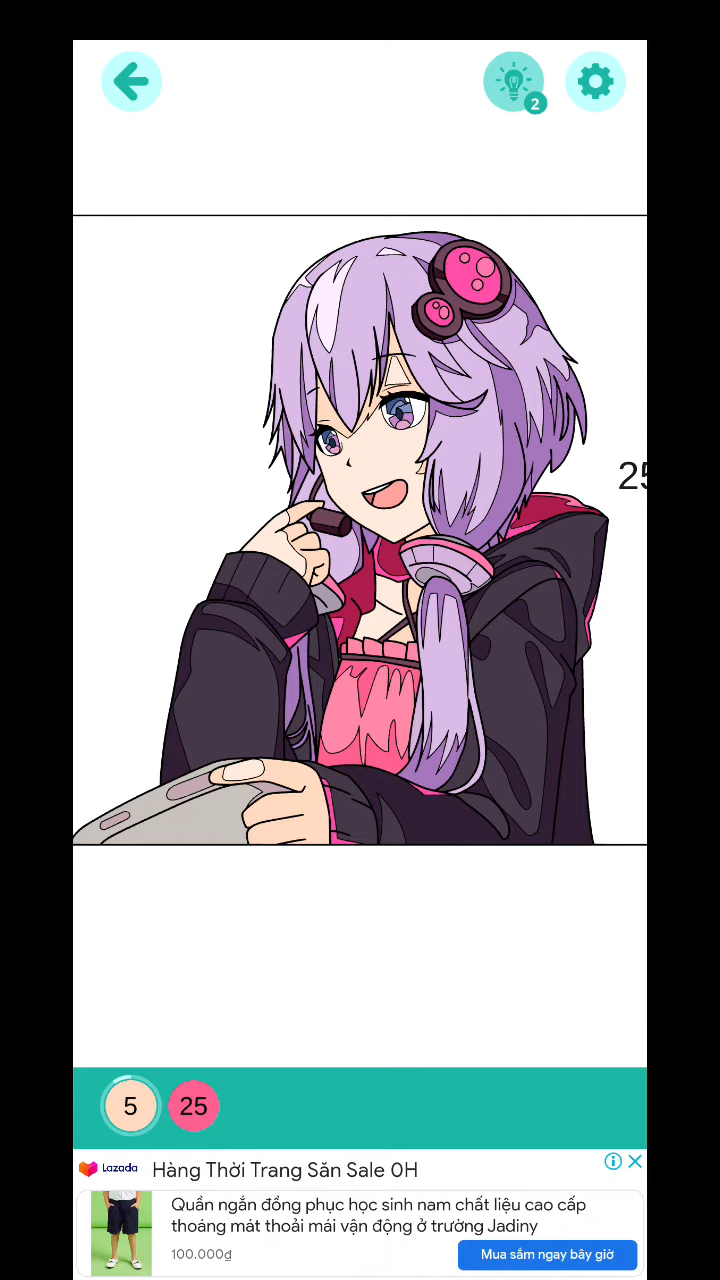 2
25
5 25
Lazada Hàng Thời Trang Săn Sale 0H
Quần ngắn đồng phục học sinh nam chất liệu cao cấp
thoáng mát thoải mái vận động ở trường Jadiny
100.000₫
Mua sắm ngay bây giờ